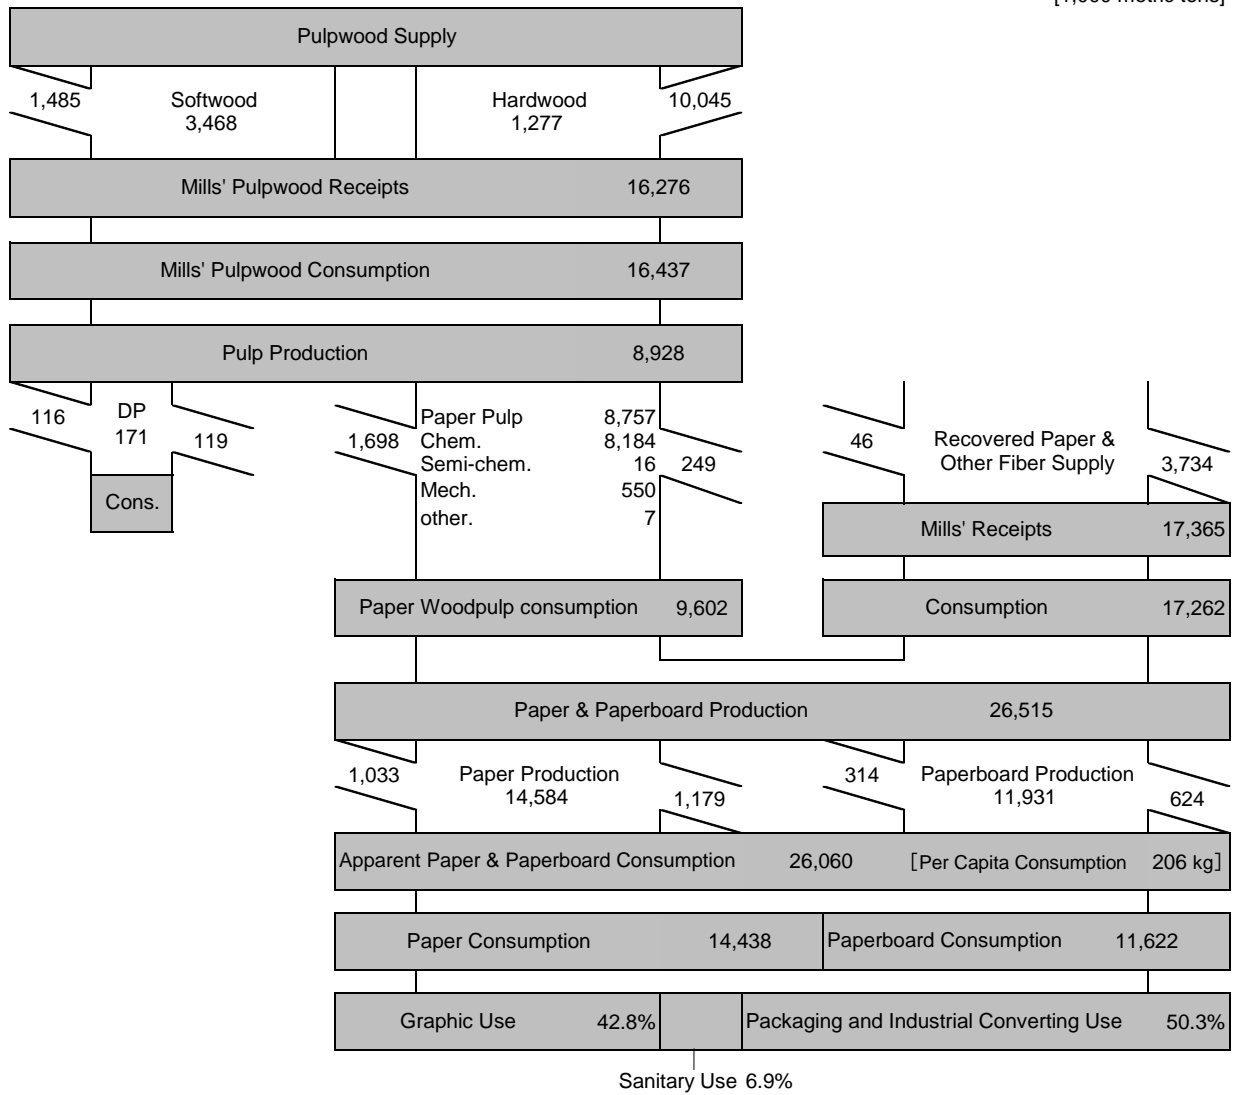 Pulpwood Supply
1,485 Softwood Hardwood 10,045
3,468 1,277
Mills' Pulpwood Receipts 16,276
Mills' Pulpwood Consumption 16,437
Pulp Production 8,928
116 DP 171 119
Cons.
1,698
Paper Pulp 8,757
Chem. 8,184
Semi-chem. 16
Mech. 550
other. 7
249
46 Recovered Paper &
Other Fiber Supply 3,734
Mills' Receipts 17,365
Paper Woodpulp consumption 9,602
Consumption 17,262
Paper & Paperboard Production 26,515
1,033 Paper Production
14,584 1,179
314 Paperboard Production
11,931 624
Apparent Paper & Paperboard Consumption 26,060 [Per Capita Consumption 206 kg]
Paper Consumption 14,438 Paperboard Consumption 11,622
Graphic Use 42.8% Packaging and Industrial Converting Use 50.3%
Sanitary Use 6.9%